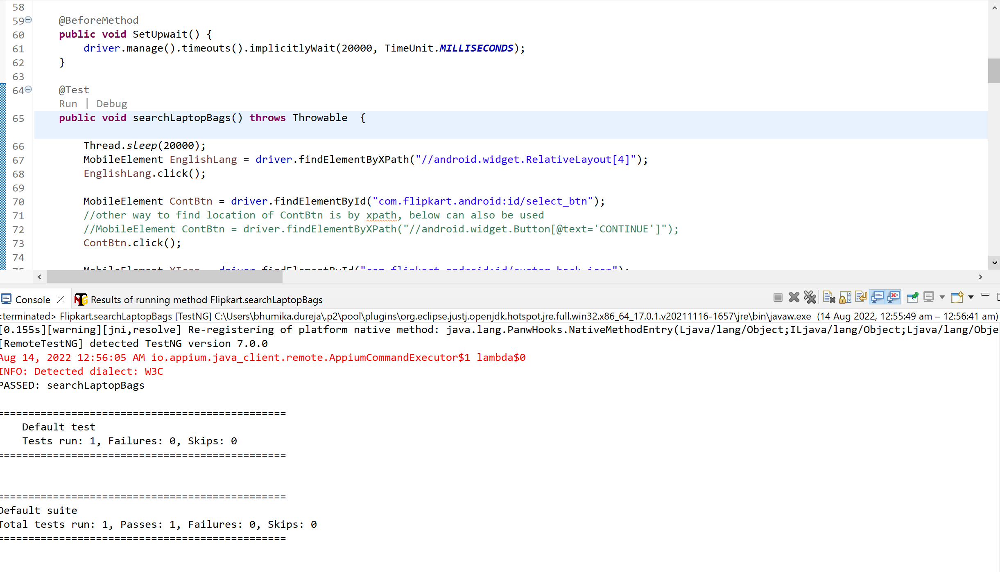 58
59 @BeforeMethod
60 public void SetUpwait() {
61 driver.manage().timeouts().implicitlyWait(20000, TimeUnit.MILLISECONDS);
62 }
63
64 @Test
Run | Debug
65 public void searchLaptopBags() throws Throwable {
66 Thread.sleep(20000);
67 MobileElement EnglishLang = driver.findElementByXPath("//android.widget.RelativeLayout[4]");
68 EnglishLang.click();
69
70 MobileElement ContBtn = driver.findElementById("com.flipkart.android:id/select_btn");
71 //other way to find location of ContBtn is by xpath, below can also be used
72 //MobileElement ContBtn = driver.findElementByXPath("//android.widget.Button[@text='CONTINUE']");
73 ContBtn.click();
74
75 MobileElement XIcon = driver.findElementById("com.flipkart.android:id/custom_back_icon");
Console Results of running method Flipkart.searchLaptopBags
<terminated> Flipkart.searchLaptopBags [TestNG] C:\Users\bhumika.dureja\.p2\pool\plugins\org.eclipse.justj.openjdk.hotspot.jre.full.win32.x86_64_17.0.1.v20211116-1657\jre\bin\javaw.exe (14 Aug 2022, 12:55:49 am – 12:56:41 am)
[0.155s][warning][jni,resolve] Re-registering of platform native method: java.lang.PanwHooks.NativeMethodEntry(Ljava/lang/Object;ILjava/lang/Object;Ljava/lang/Obje
[RemoteTestNG] detected TestNG version 7.0.0
Aug 14, 2022 12:56:05 AM io.appium.java_client.remote.AppiumCommandExecutor$1 lambda$0
INFO: Detected dialect: W3C
PASSED: searchLaptopBags
===============================================
Default test
Tests run: 1, Failures: 0, Skips: 0
===============================================
===============================================
Default suite
Total tests run: 1, Passes: 1, Failures: 0, Skips: 0
===============================================